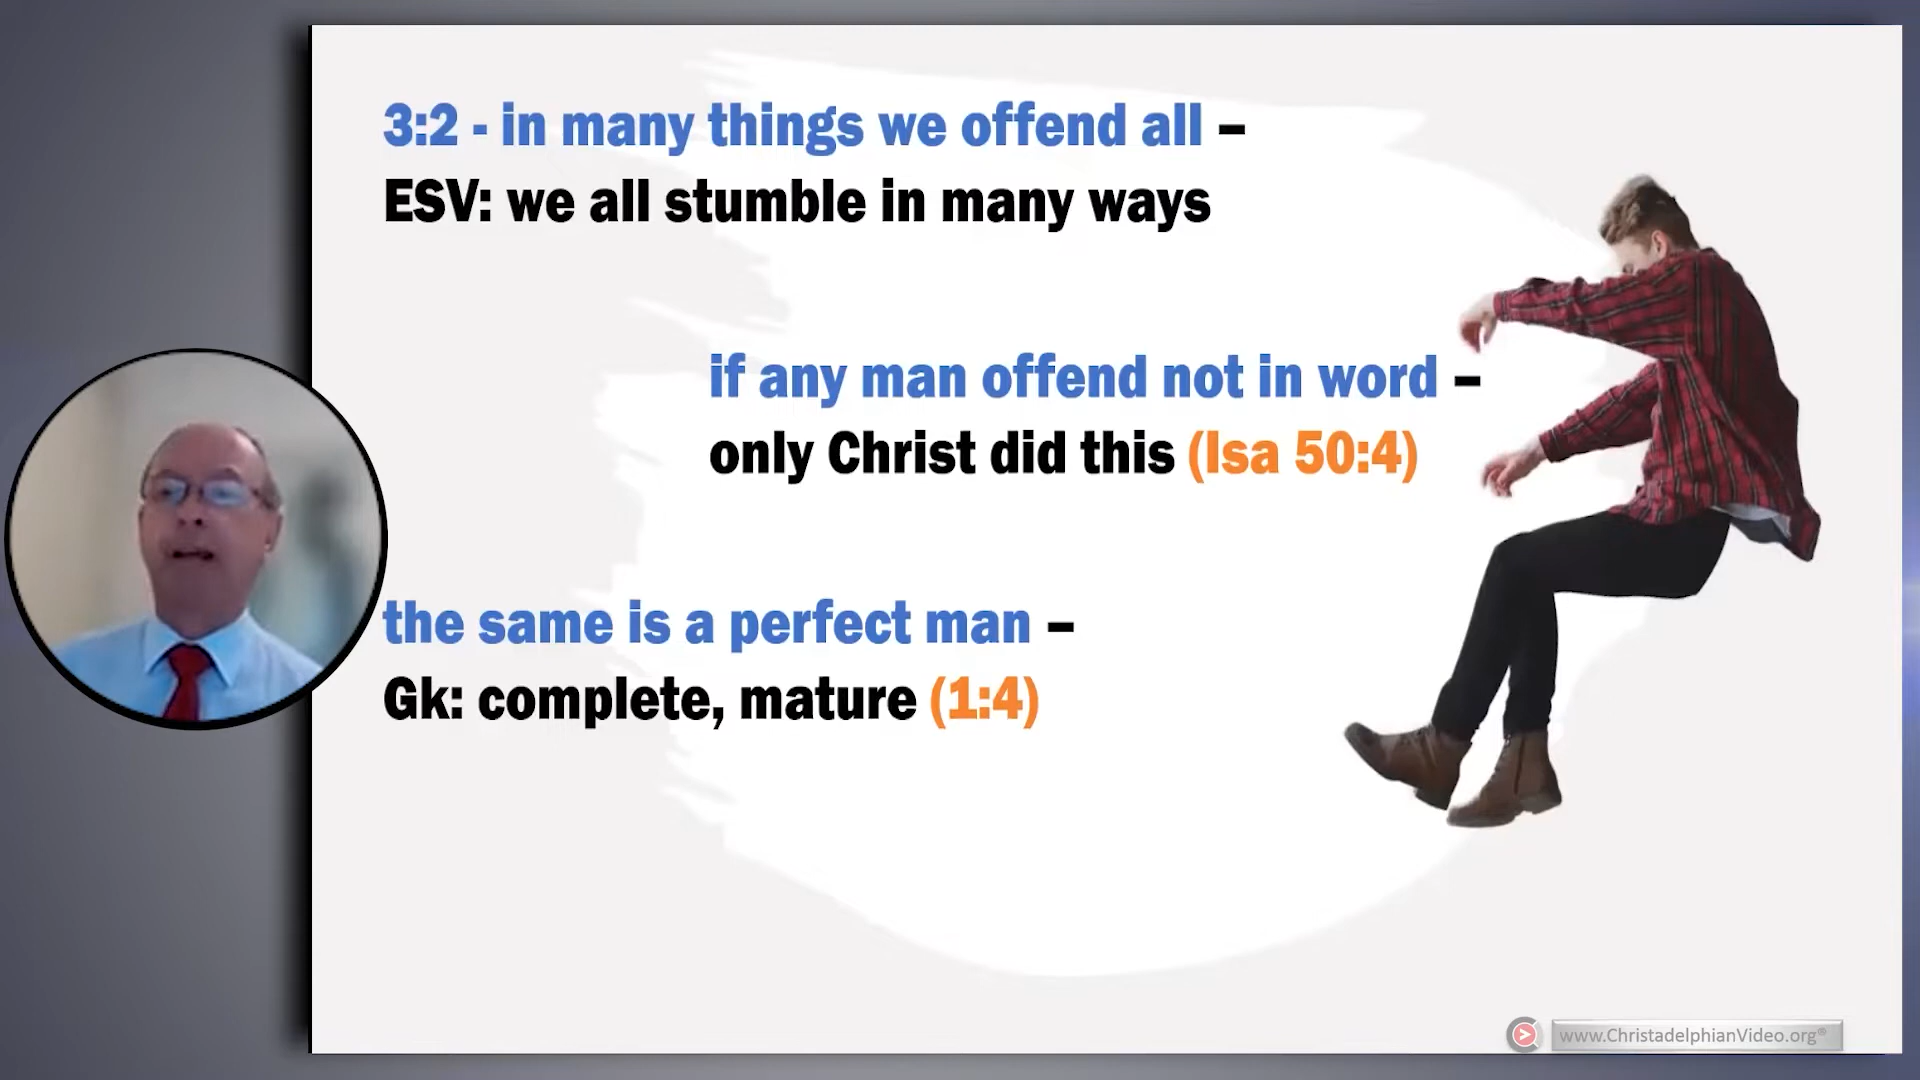 3:2 - in many things we offend all –
ESV: we all stumble in many ways
if any man offend not in word –
only Christ did this (Isa 50:4)
the same is a perfect man –
Gk: complete, mature (1:4)
www.ChristadelphianVideo.org®